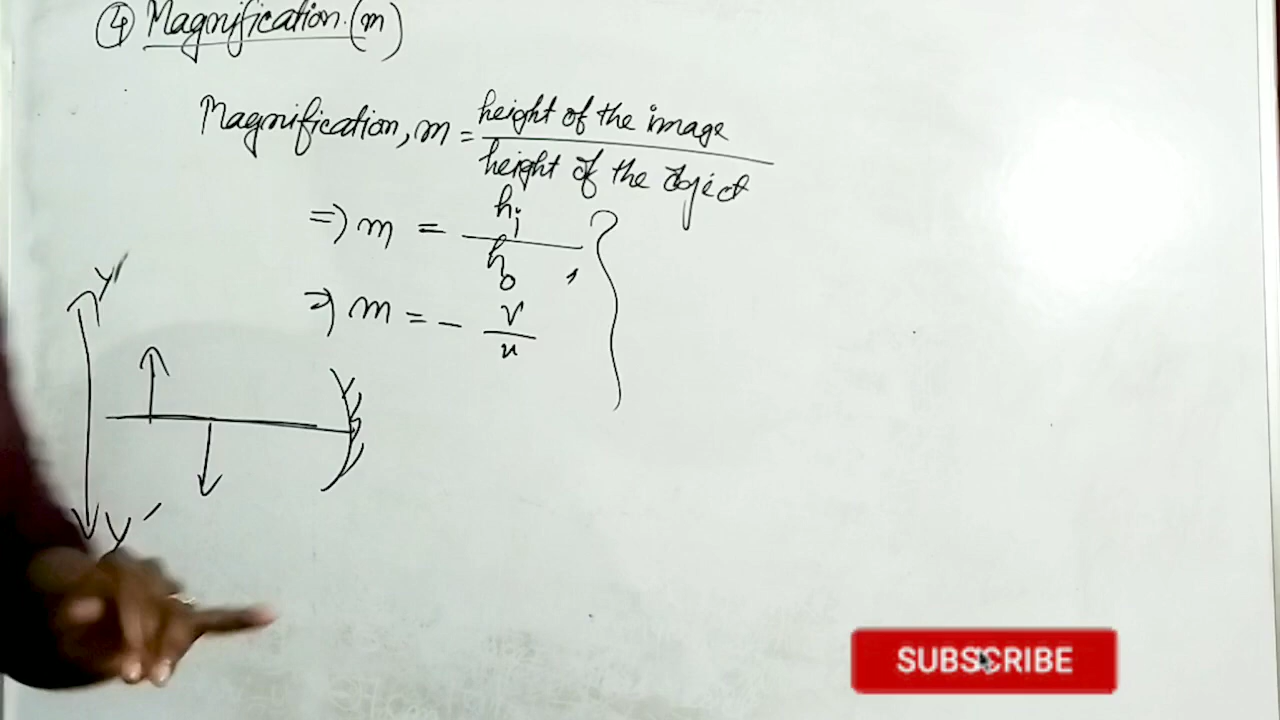 ④ Magnification (m)
Magnification, m = height of the image
height of the object
⇒ m = hi
ho ,
⇒ m = - v
u
Y
Y'
SUBSCRIBE